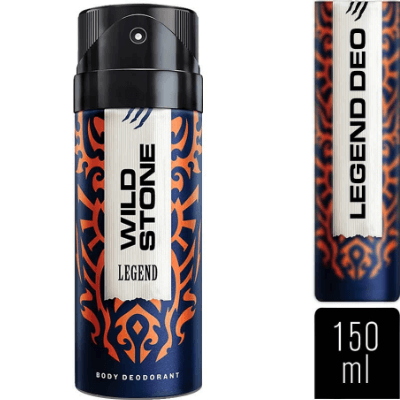 WILD
STONE
LEGEND
BODY DEODORANT
LEGEND DEO
150
ml